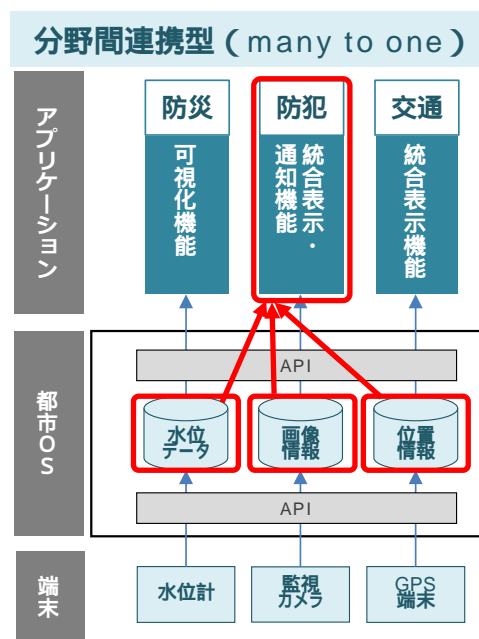 分野間連携型(many to one)
アプリケーション
防災
可視化機能
防犯
統合表示・
通知機能
交通
統合表示機能
都市OS
API
水位
データ
画像
情報
位置
情報
API
端末
水位計
監視
カメラ
GPS
端末